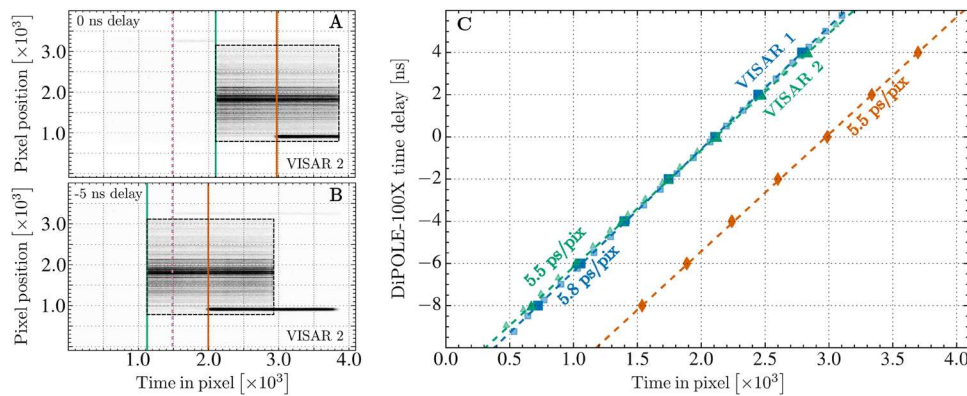 0 ns delay
A
Pixel position [×10³]
3.0
2.0
1.0
VISAR 2
-5 ns delay
B
Pixel position [×10³]
3.0
2.0
1.0
VISAR 2
0.0 1.0 2.0 3.0 4.0
Time in pixel [×10³]
C
DiPOLE-100X time delay [ns]
4
2
0
−2
−4
−6
−8
VISAR 1
VISAR 2
5.5 ps/pix
5.5 ps/pix
5.8 ps/pix
0.0 0.5 1.0 1.5 2.0 2.5 3.0 3.5 4.0
Time in pixel [×10³]